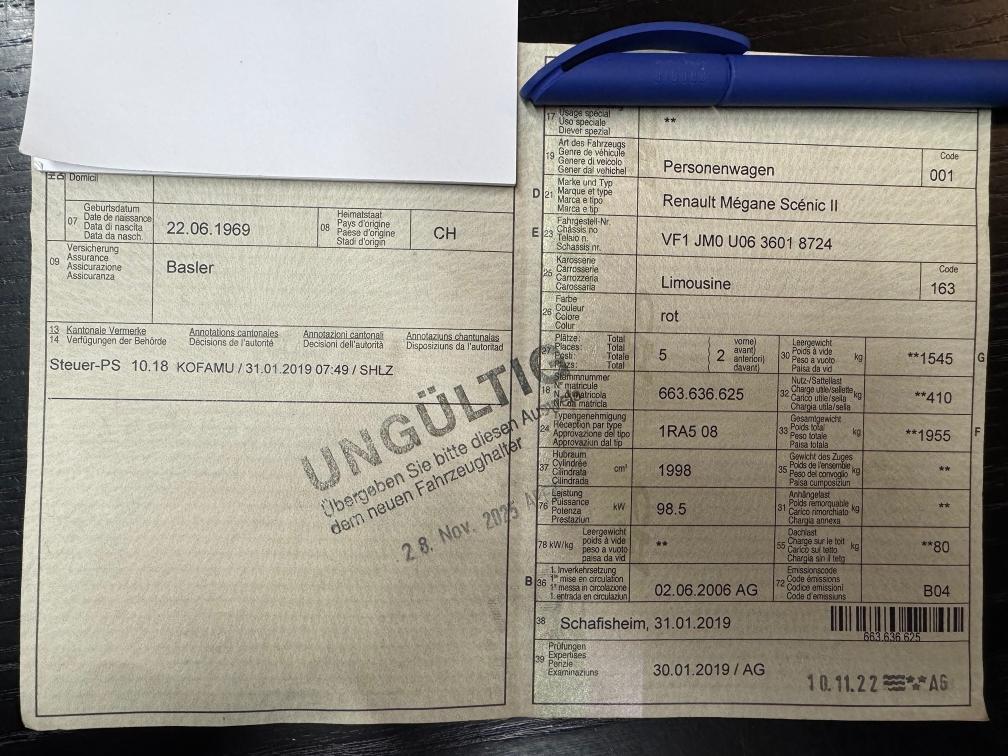 Domicil
07
Geburtsdatum
Date de naissance
Data di nascita
Data da nasch.
22.06.1969
08
Heimatstaat
Pays d'origine
Paese d'origine
Stadi d'origin
CH
09
Versicherung
Assurance
Assicurazione
Assicuranza
Basler
13 Kantonale Vermerke Annotations cantonales Annotazioni cantonali Annotaziuns chantunalas
14 Verfügungen der Behörde Décisions de l'autorité Decisioni dell'autorità Disposiziuns da l'autoritad
Steuer-PS 10.18 KOFAMU / 31.01.2019 07:49 / SHLZ
UNGÜLTIG
Übergeben Sie bitte diesen
dem neuen Fahrzeughalter
28. Nov. 2025
17
Usage spécial
Uso speciale
Diever spezial
**
19
Art des Fahrzeugs
Genre de véhicule
Genere di veicolo
Gener dal vehichel
Personenwagen
Code
001
D 21
Marke und Typ
Marque et type
Marca e tipo
Marca e tip
Renault Mégane Scénic II
E 23
Fahrgestell-Nr.
Châssis no
Telaio n.
Schassis nr.
VF1 JM0 U06 3601 8724
25
Karosserie
Carrosserie
Carrozzeria
Carossaria
Limousine
Code
163
26
Farbe
Couleur
Colore
Colur
rot
Plätze: Total
Places: Total
Posti: Totale
Total
5
2
vorne)
avant)
anteriori)
davant)
30
Leergewicht
Poids à vide
Peso a vuoto
Paisa da vid
kg
**1545
G
18
Stammnummer
N° matricule
matricola
matricla
663.636.625
32
Nutz-/Sattellast
Charge utile/sellette
Carico utile/sella
Chargia utila/sella
kg
**410
24
Typengenehmigung
Réception par type
Approvazione del tipo
Approvaziun dal tip
1RA5 08
33
Gesamtgewicht
Poids total
Peso totale
Paisa totala
kg
**1955
F
37
Hubraum
Cylindrée
Cilindrata
Cilindrada
cm³
1998
35
Gewicht des Zuges
Poids de l'ensemble
Peso del convoglio
Paisa cumposiziun
kg
**
76
Leistung
Puissance
Potenza
Prestaziun
kW
98.5
31
Anhängelast
Poids remorquable
Carico rimorchiato
Chargia annexa
kg
**
78 kW/kg
Leergewicht
poids à vide
peso a vuoto
paisa da vid
**
55
Dachlast
Charge sur le toit
Carico sul tetto
Chargia sin il tetg
kg
**80
B 36
1. Inverkehrsetzung
1re mise en circulation
1a messa in circolazione
1. entrada en circulaziun
02.06.2006 AG
72
Emissionscode
Code émissions
Codice emissioni
Code d'emissiuns
B04
38
Schafisheim, 31.01.2019
663.636.625
39
Prüfungen
Expertises
Perizie
Examinaziuns
30.01.2019 / AG
10.11.22 AG